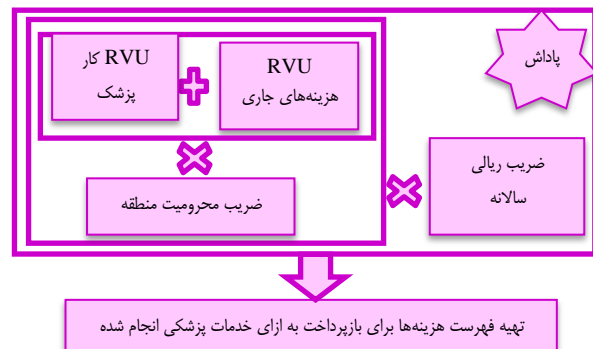 RVU کار
پزشک
RVU
هزینه‌های جاری
پاداش
ضریب ریالی
سالانه
ضریب محرومیت منطقه
تهیه فهرست هزینه‌ها برای بازپرداخت به ازای خدمات پزشکی انجام شده